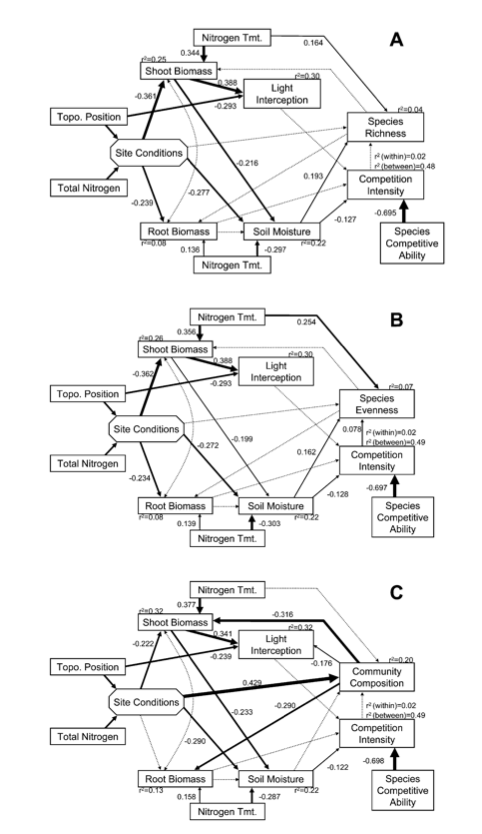 A
Nitrogen Tmt.
0.164
0.344
r²=0.25
Shoot Biomass
0.388
r²=0.30
Light
Interception
-0.361
-0.293
Topo. Position
r²=0.04
Species
Richness
Site Conditions
-0.216
r² (within)=0.02
r² (between)=0.48
0.193
Competition
Intensity
Total Nitrogen
-0.277
-0.239
-0.127
-0.695
Root Biomass
r²=0.08
Soil Moisture
r²=0.22
Species
Competitive
Ability
0.136
-0.297
Nitrogen Tmt.
B
Nitrogen Tmt.
0.254
0.356
r²=0.26
Shoot Biomass
0.388
r²=0.30
Light
Interception
-0.362
-0.293
Topo. Position
r²=0.07
Species
Evenness
Site Conditions
0.078
r² (within)=0.02
r² (between)=0.49
-0.272
-0.199
0.162
Competition
Intensity
Total Nitrogen
-0.234
-0.128
-0.697
Root Biomass
r²=0.08
Soil Moisture
r²=0.22
Species
Competitive
Ability
0.139
-0.303
Nitrogen Tmt.
C
Nitrogen Tmt.
0.377
r²=0.32
Shoot Biomass
-0.316
0.341
r²=0.32
Light
Interception
-0.222
-0.239
-0.176
Topo. Position
r²=0.20
Community
Composition
0.429
Site Conditions
-0.233
-0.290
r² (within)=0.02
r² (between)=0.49
Competition
Intensity
Total Nitrogen
-0.290
-0.122
-0.698
Root Biomass
r²=0.13
Soil Moisture
r²=0.22
Species
Competitive
Ability
0.158
-0.287
Nitrogen Tmt.